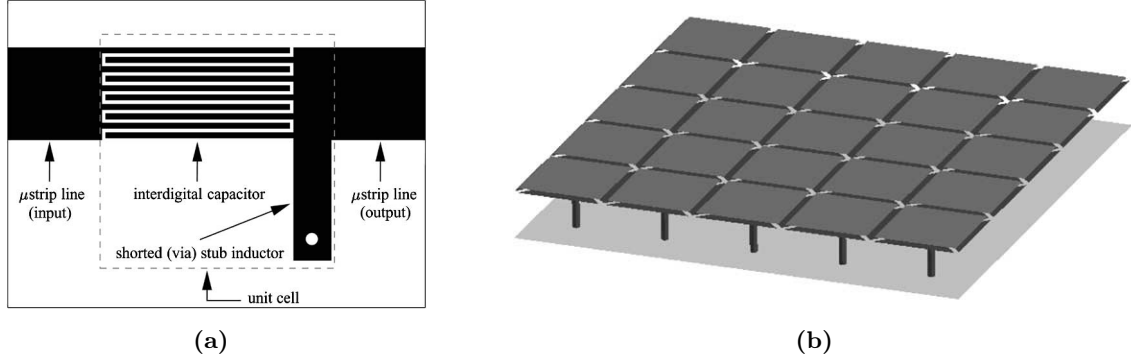 μstrip line
(input)
interdigital capacitor
μstrip line
(output)
shorted (via) stub inductor
unit cell
(a)
(b)